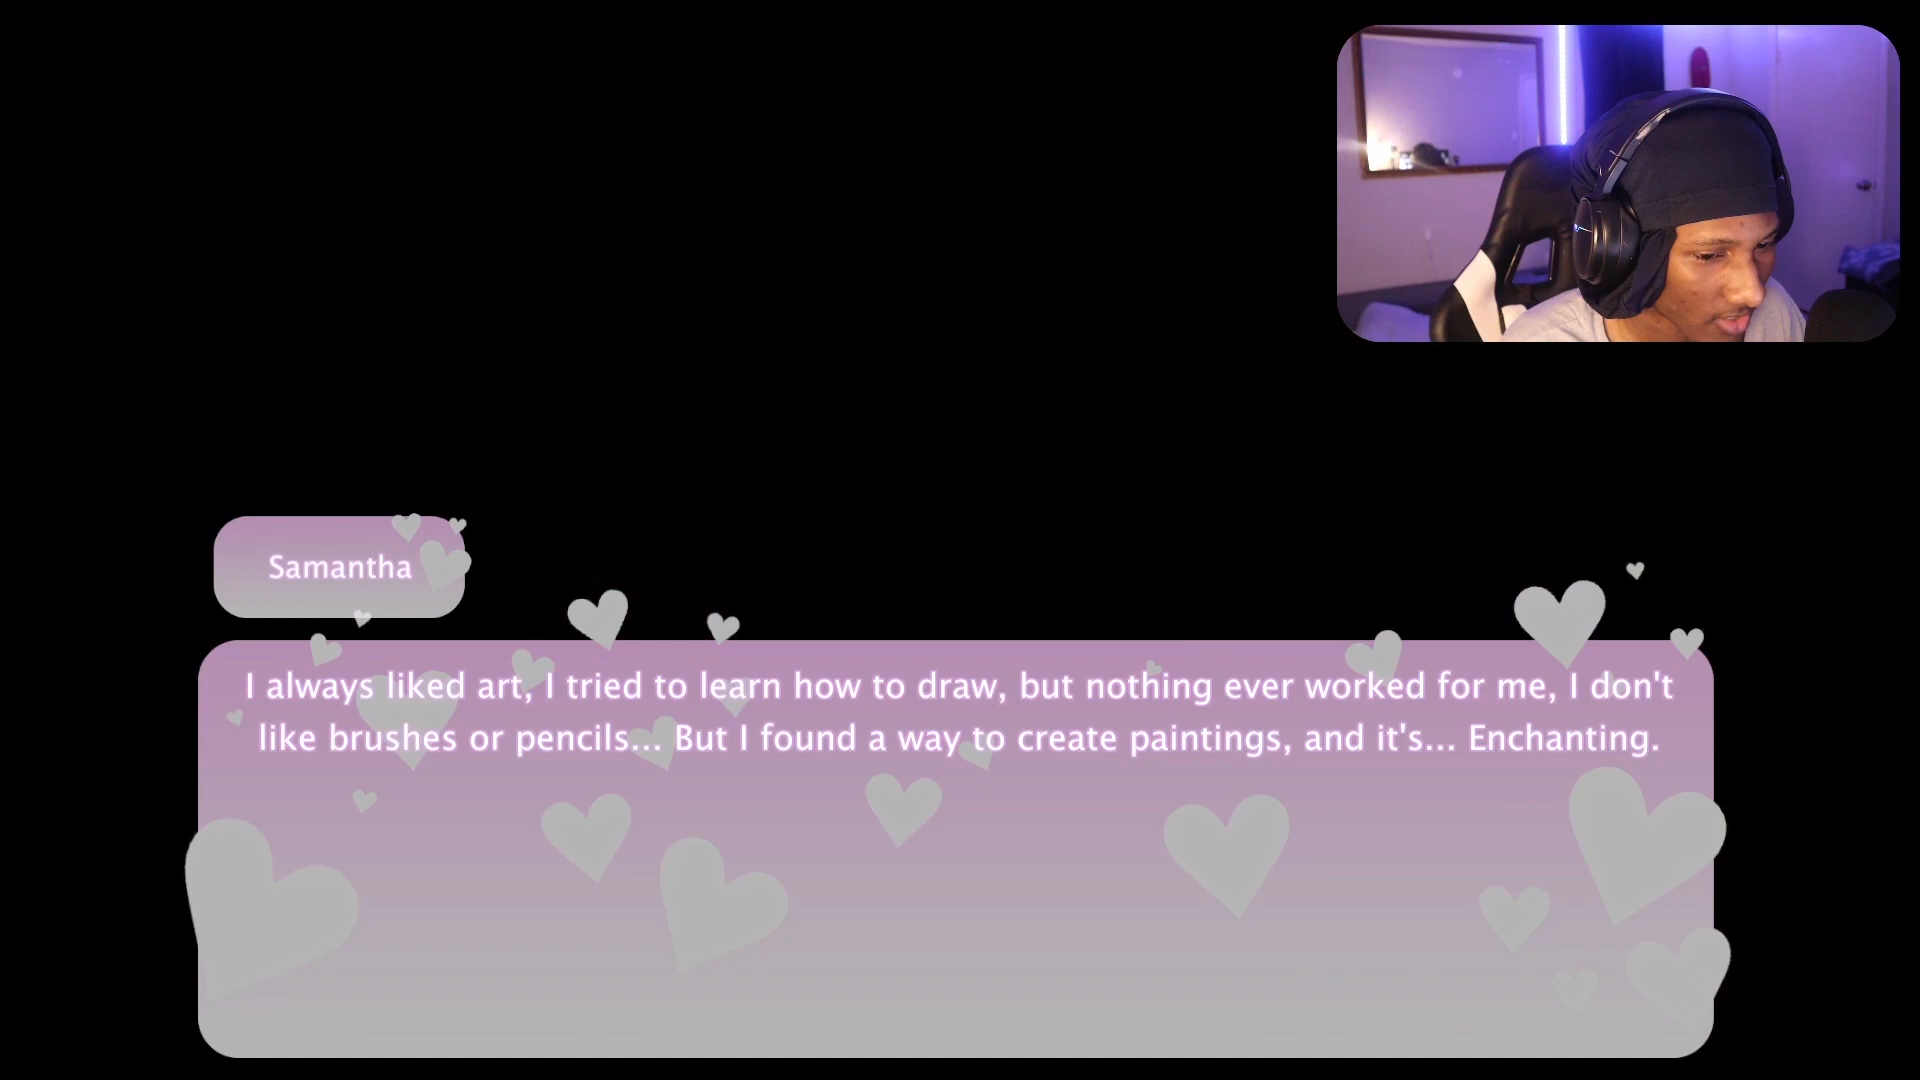 Samantha
I always liked art, I tried to learn how to draw, but nothing ever worked for me, I don't
like brushes or pencils... But I found a way to create paintings, and it's... Enchanting.